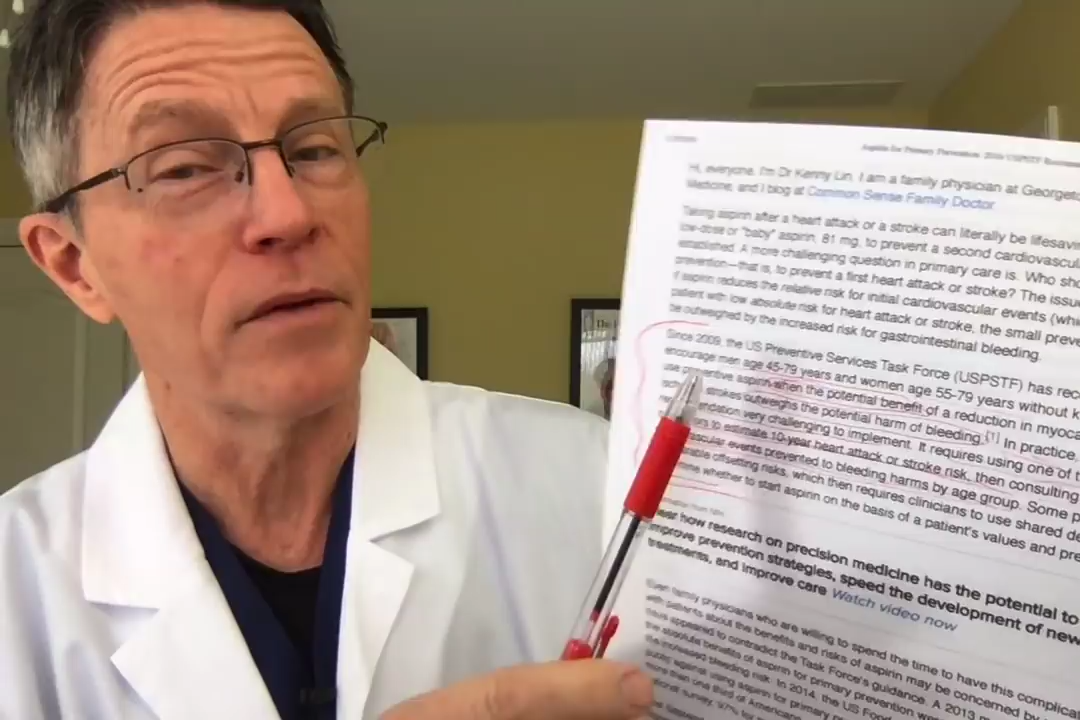 Aspirin for Primary Prevention: 2016 USPSTF
Hi, everyone. I'm Dr Kenny Lin. I am a family physician at
Medicine, and I blog at Common Sense Family Doctor
Taking aspirin after a heart attack or a stroke can literally be
low-dose or "baby" aspirin, 81 mg, to prevent a second
established. A more challenging question in primary care is: Who
prevention—that is, to prevent a first heart attack or stroke? The
if aspirin reduces the relative risk for initial cardiovascular events
patient with low absolute risk for heart attack or stroke, the small
be outweighed by the increased risk for gastrointestinal bleeding.
Since 2009, the US Preventive Services Task Force (USPSTF) has
encourage men age 45-79 years and women age 55-79 years without
use preventive aspirin when the potential benefit of a reduction in
strokes outweighs the potential harm of bleeding.[1] In practice,
very challenging to implement. It requires using one of
to estimate 10-year heart attack or stroke risk, then consulting
events prevented to bleeding harms by age group. Some
offsetting risks, which then requires clinicians to use shared
whether to start aspirin on the basis of a patient's values and
how research on precision medicine has the potential to
improve prevention strategies, speed the development of new
treatments, and improve care Watch video now
Even family physicians who are willing to spend the time to have this
with patients about the benefits and risks of aspirin may be concerned by
appeared to contradict the Task Force's guidance. A 2013
the absolute benefits of aspirin for primary prevention
the increased bleeding risk. In 2014, the US
against using aspirin for primary
more than one third of Americans
survey, 97%